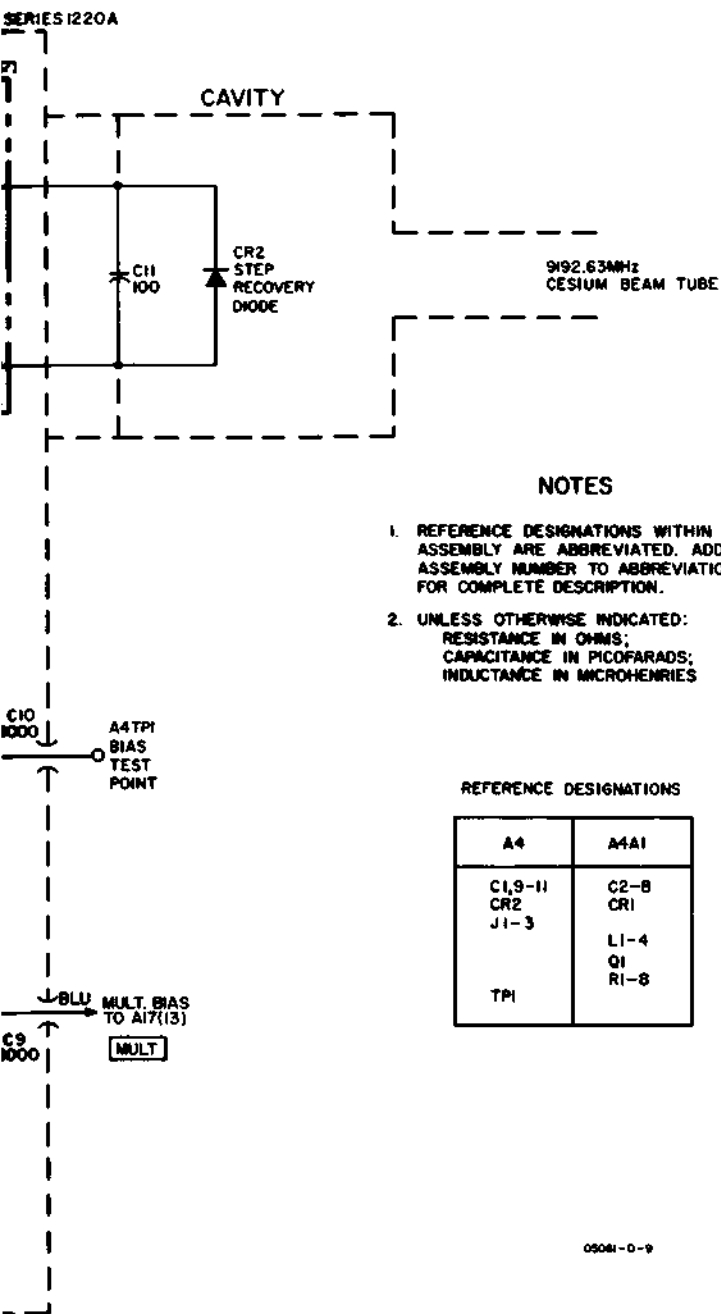 SERIES 1220A
CAVITY
C11
100
CR2
STEP
RECOVERY
DIODE
9192.63MHz
CESIUM BEAM TUBE
NOTES
1. REFERENCE DESIGNATIONS WITHIN
ASSEMBLY ARE ABBREVIATED. ADD
ASSEMBLY NUMBER TO ABBREVIATIO
FOR COMPLETE DESCRIPTION.
2. UNLESS OTHERWISE INDICATED:
RESISTANCE IN OHMS;
CAPACITANCE IN PICOFARADS;
INDUCTANCE IN MICROHENRIES
C10
1000
A4TP1
BIAS
TEST
POINT
REFERENCE DESIGNATIONS
A4 A4A1
C1,9-11 C2-8
CR2 CR1
J1-3
L1-4
Q1
R1-8
TP1
BLU MULT. BIAS
TO A17(13)
C9
1000
MULT
05061-D-9